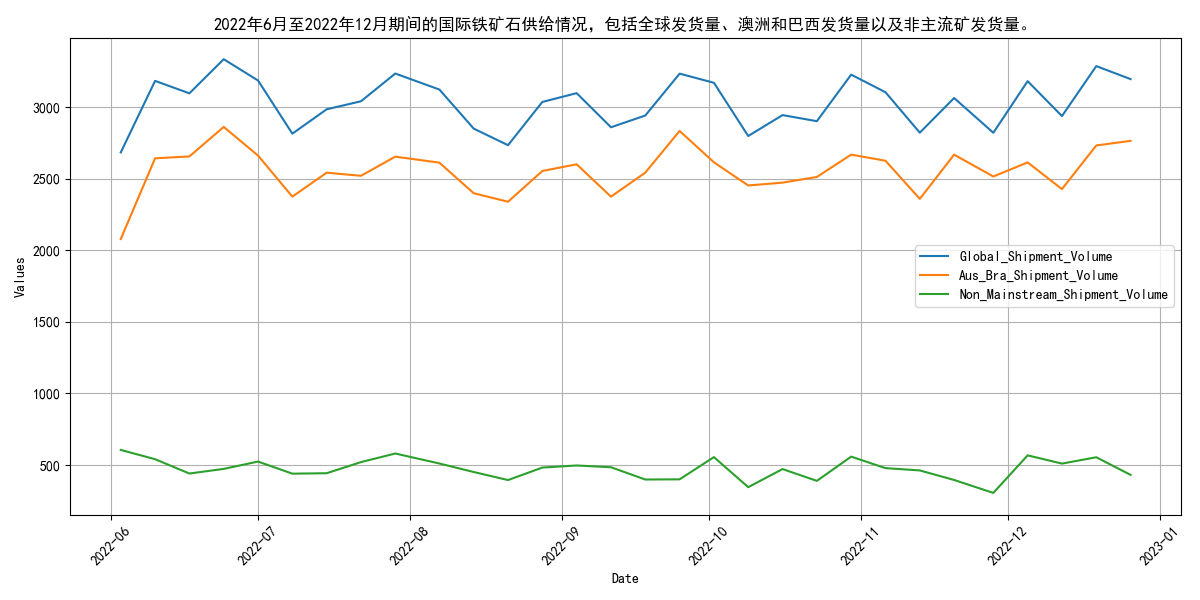 2022年6月至2022年12月期间的国际铁矿石供给情况，包括全球发货量、澳洲和巴西发货量以及非主流矿发货量。
3000
2500
2000
1500
1000
500
Values
Global_Shipment_Volume
Aus_Bra_Shipment_Volume
Non_Mainstream_Shipment_Volume
2022-06
2022-07
2022-08
2022-09
2022-10
2022-11
2022-12
2023-01
Date